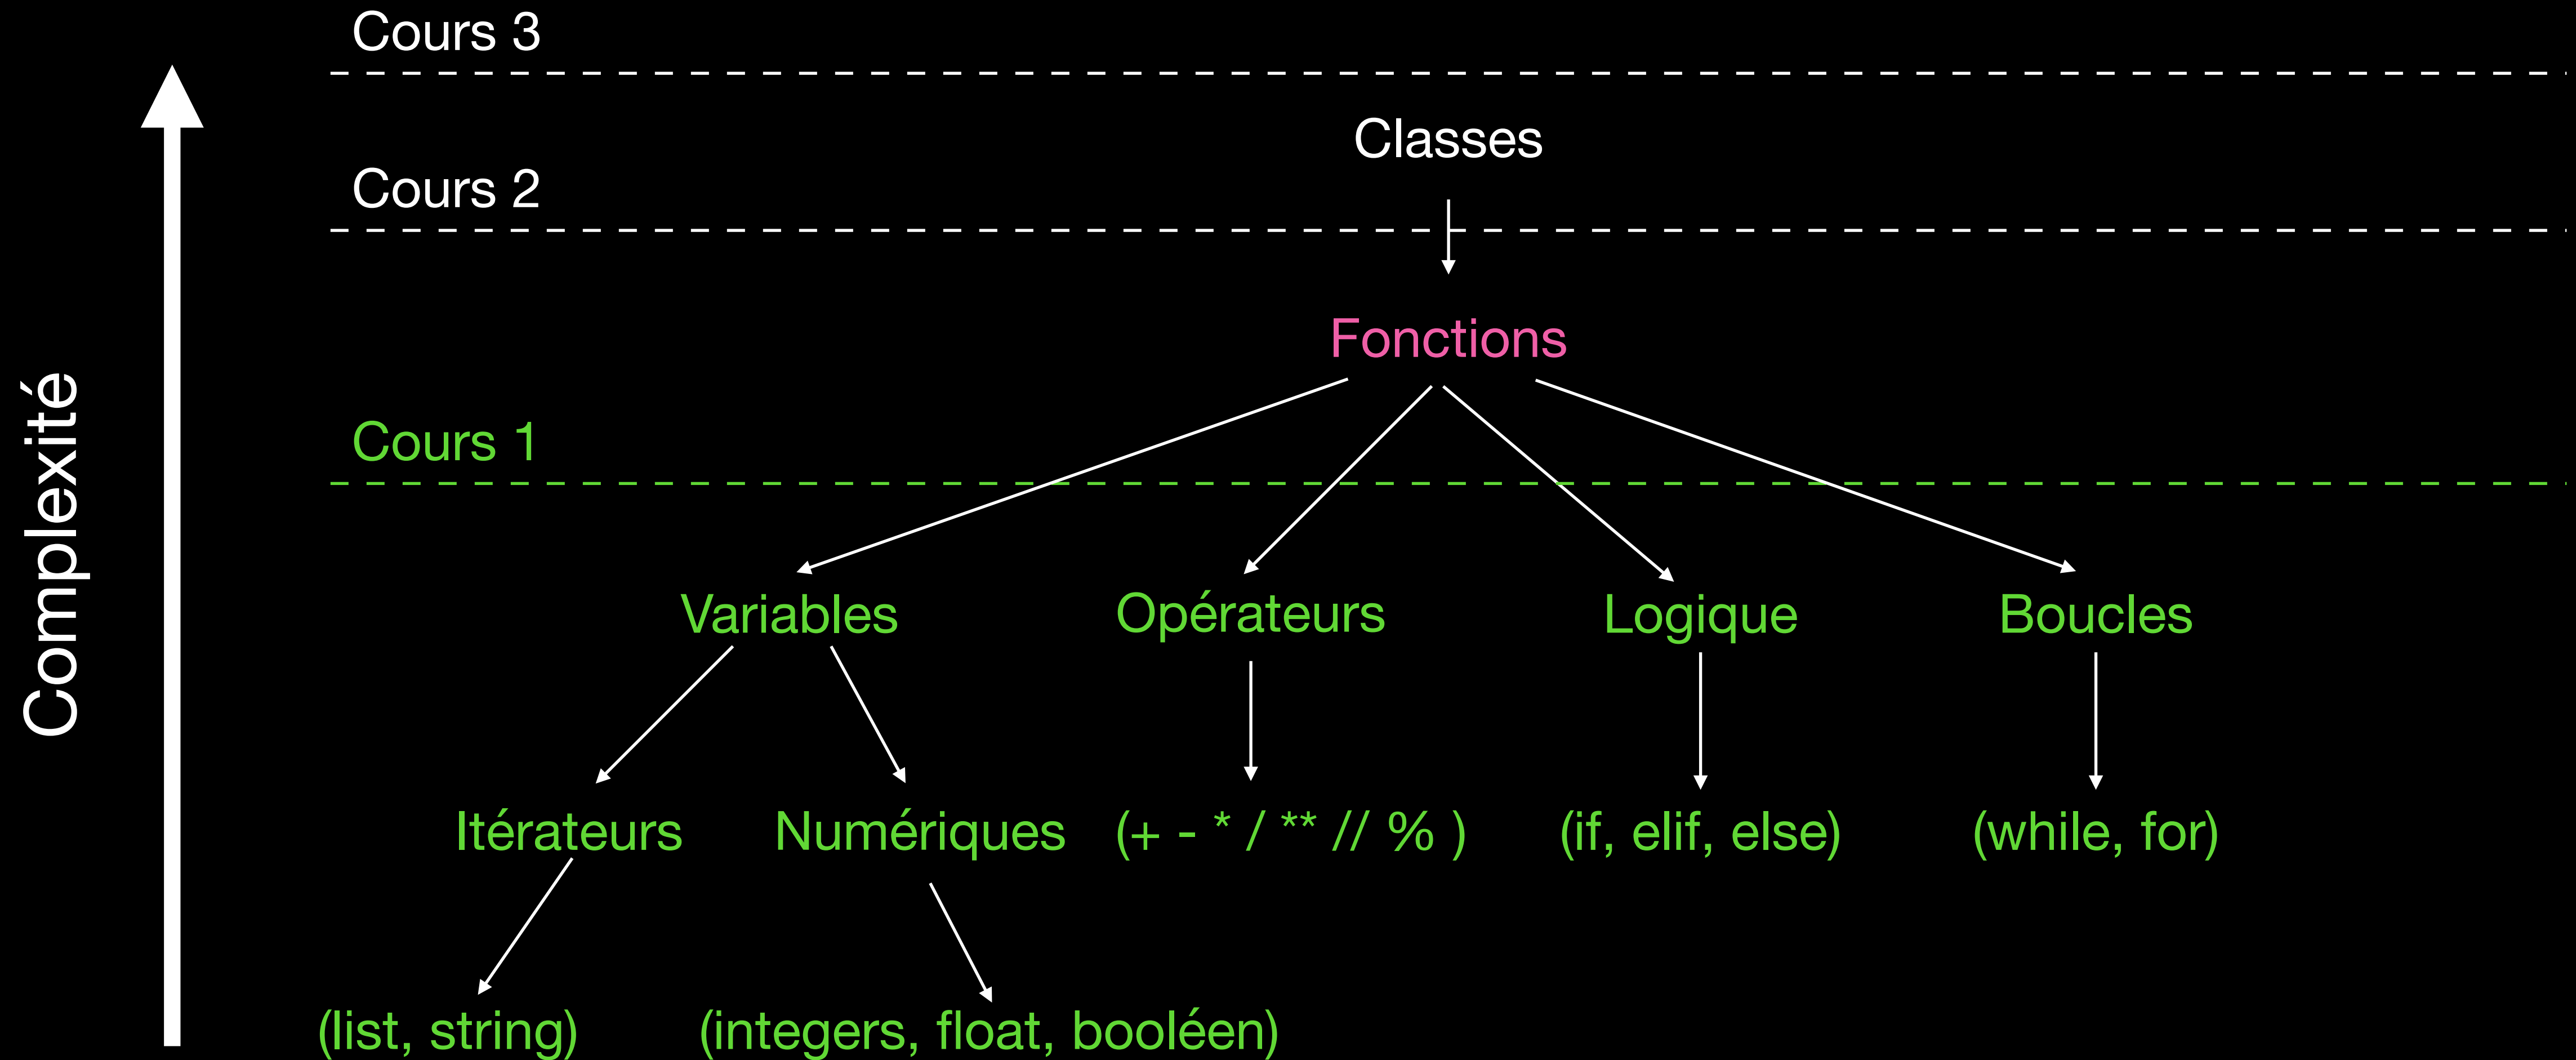 Cours 3
Classes
Cours 2
Fonctions
Cours 1
Complexité
Variables
Opérateurs
Logique
Boucles
Itérateurs
Numériques
(+ - * / ** // % )
(if, elif, else)
(while, for)
(list, string)
(integers, float, booléen)